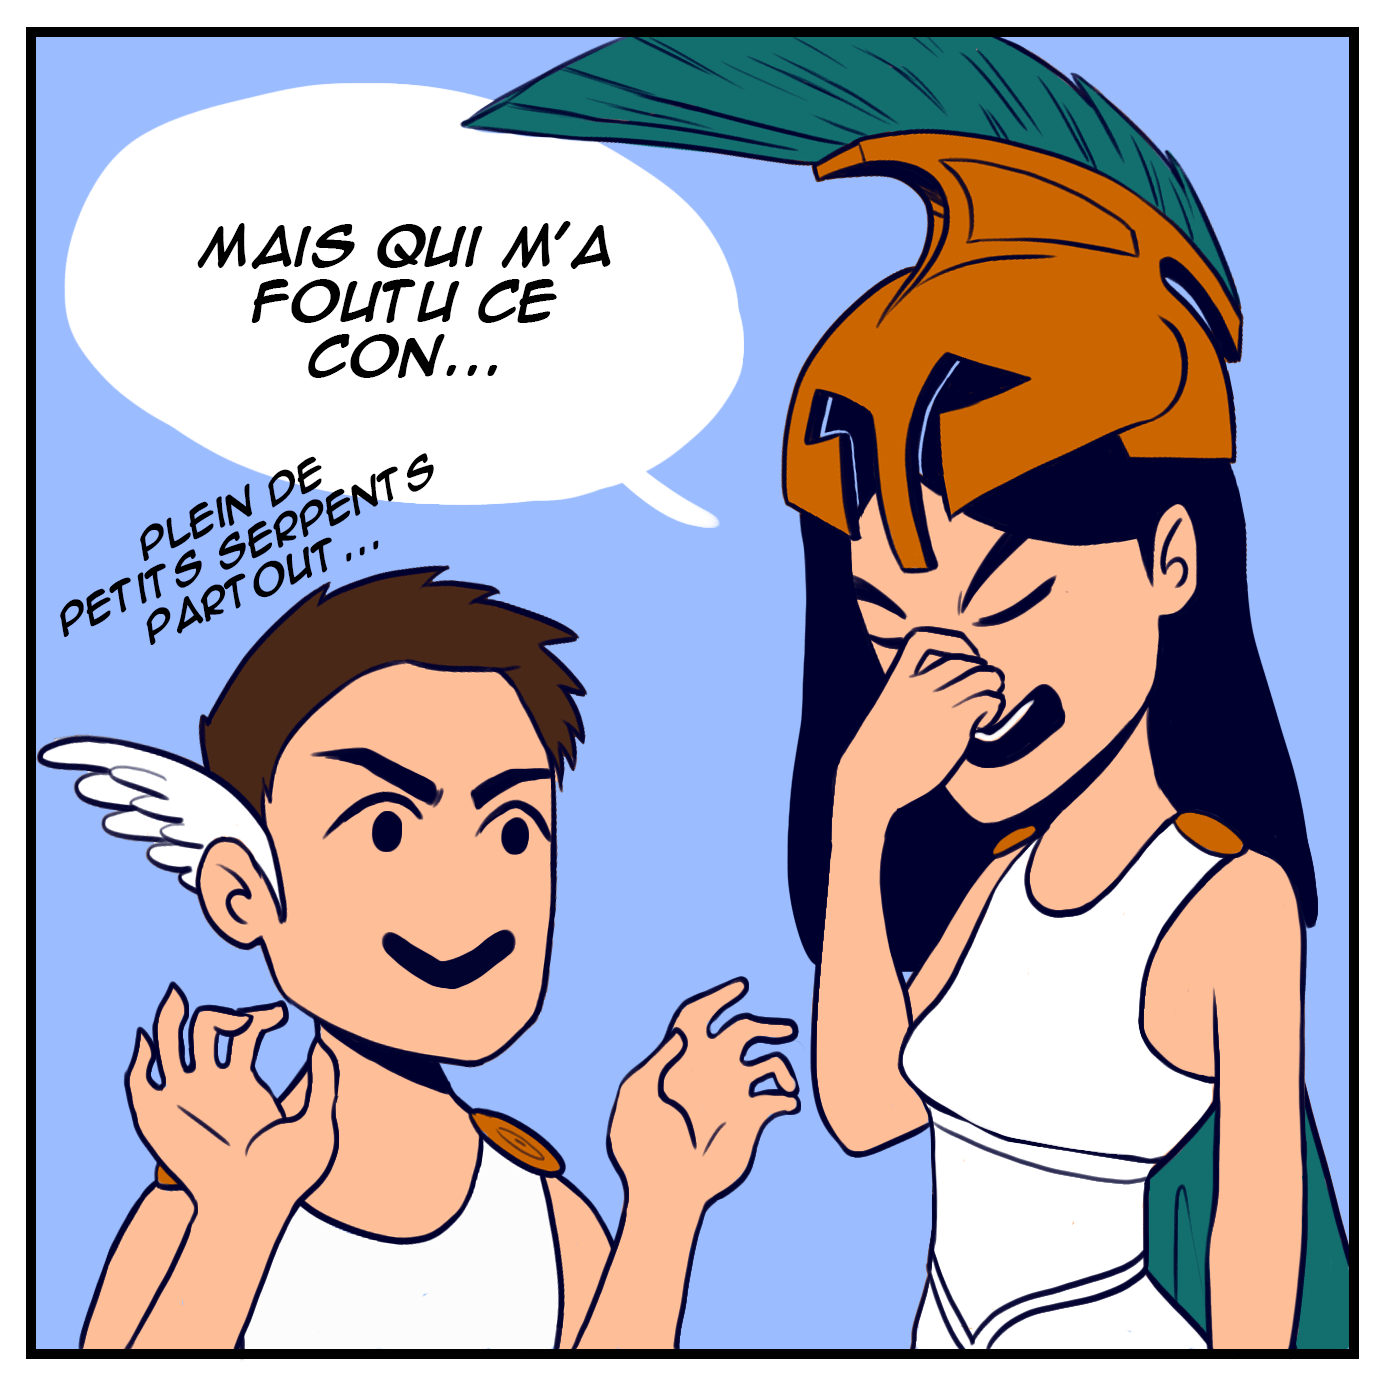 MAIS QUI M'A
FOUTU CE
CON...
PLEIN DE
PETITS SERPENTS
PARTOUT...